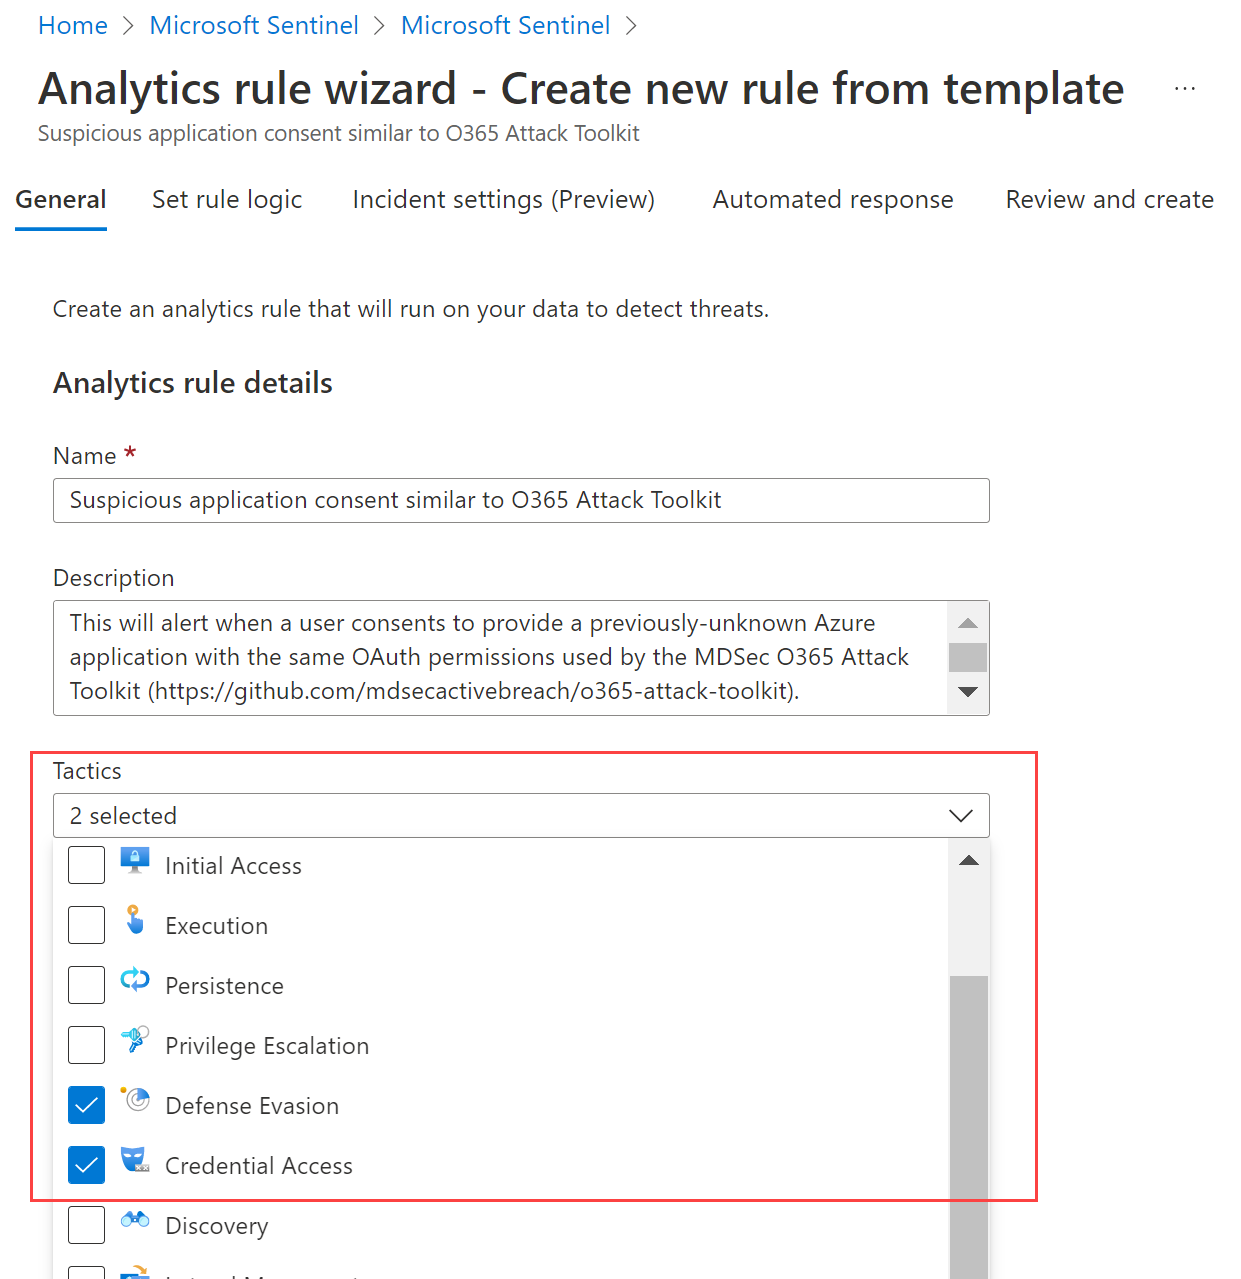 Home > Microsoft Sentinel > Microsoft Sentinel >
Analytics rule wizard - Create new rule from template ...
Suspicious application consent similar to O365 Attack Toolkit
General Set rule logic Incident settings (Preview) Automated response Review and create
Create an analytics rule that will run on your data to detect threats.
Analytics rule details
Name *
Suspicious application consent similar to O365 Attack Toolkit
Description
This will alert when a user consents to provide a previously-unknown Azure
application with the same OAuth permissions used by the MDSec O365 Attack
Toolkit (https://github.com/mdsecactivebreach/o365-attack-toolkit).
Tactics
2 selected
Initial Access
Execution
Persistence
Privilege Escalation
Defense Evasion
Credential Access
Discovery